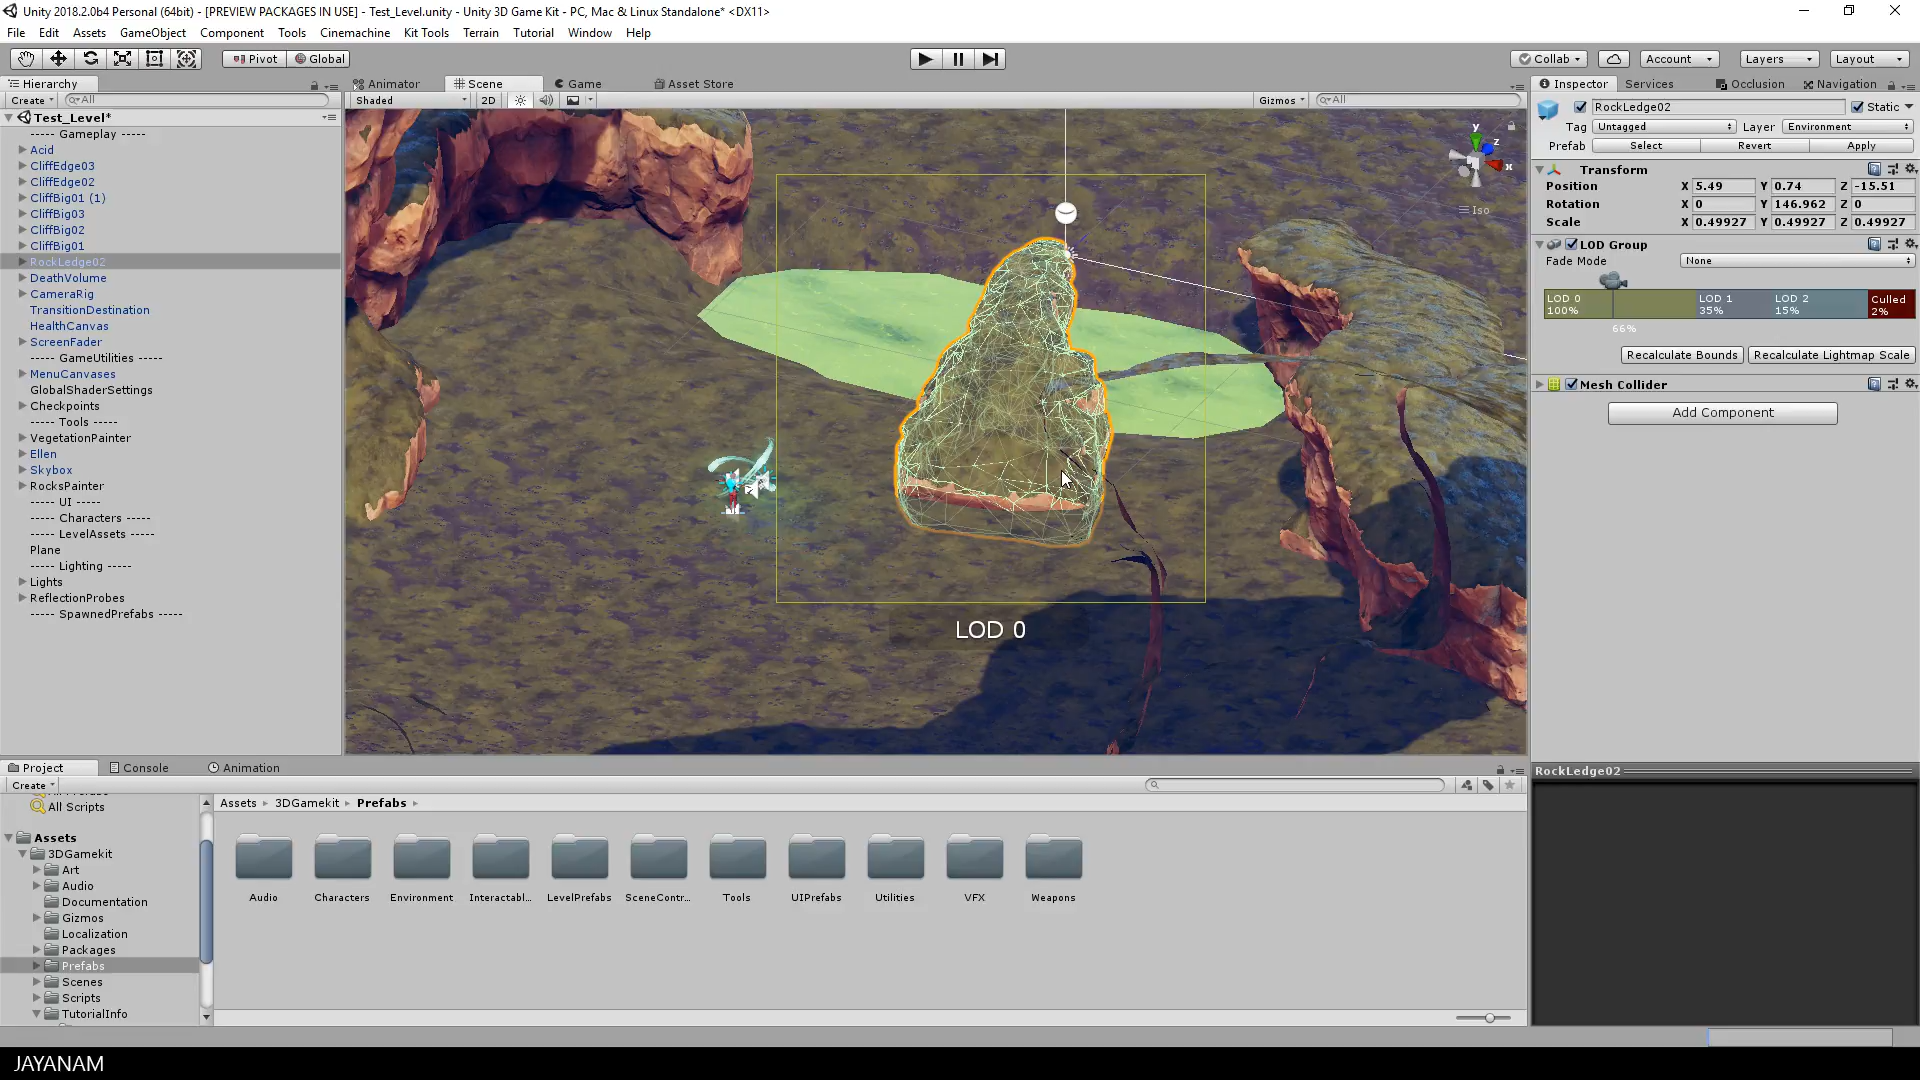 Unity 2018.2.0b4 Personal (64bit) - [PREVIEW PACKAGES IN USE] - Test_Level.unity - Unity 3D Game Kit - PC, Mac & Linux Standalone* <DX11>
File Edit Assets GameObject Component Tools Cinemachine Kit Tools Terrain Tutorial Window Help
Pivot Global Collab Account Layers Layout
Hierarchy Animator Scene Game Asset Store Inspector Services Occlusion Navigation
Create All Shaded 2D Gizmos All
Test_Level*
----- Gameplay -----
Acid
CliffEdge03
CliffEdge02
CliffBig01 (1)
CliffBig03
CliffBig02
CliffBig01
RockLedge02
DeathVolume
CameraRig
TransitionDestination
HealthCanvas
ScreenFader
----- GameUtilities -----
MenuCanvases
GlobalShaderSettings
Checkpoints
----- Tools -----
VegetationPainter
Ellen
Skybox
RocksPainter
----- UI -----
----- Characters -----
----- LevelAssets -----
Plane
----- Lighting -----
Lights
ReflectionProbes
----- SpawnedPrefabs -----
y
z
x
Iso
LOD 0
RockLedge02 Static
Tag Untagged Layer Environment
Prefab Select Revert Apply
Transform
Position X 5.49 Y 0.74 Z -15.51
Rotation X 0 Y 146.962 Z 0
Scale X 0.49927 Y 0.49927 Z 0.49927
LOD Group
Fade Mode None
LOD 0 LOD 1 LOD 2 Culled
100% 35% 15% 2%
66%
Recalculate Bounds Recalculate Lightmap Scale
Mesh Collider
Add Component
Project Console Animation
Create
All Scripts
Assets
3DGamekit
Art
Audio
Documentation
Gizmos
Localization
Packages
Prefabs
Scenes
Scripts
TutorialInfo
Assets 3DGamekit Prefabs
Audio Characters Environment Interactabl... LevelPrefabs SceneContr... Tools UIPrefabs Utilities VFX Weapons
RockLedge02
JAYANAM